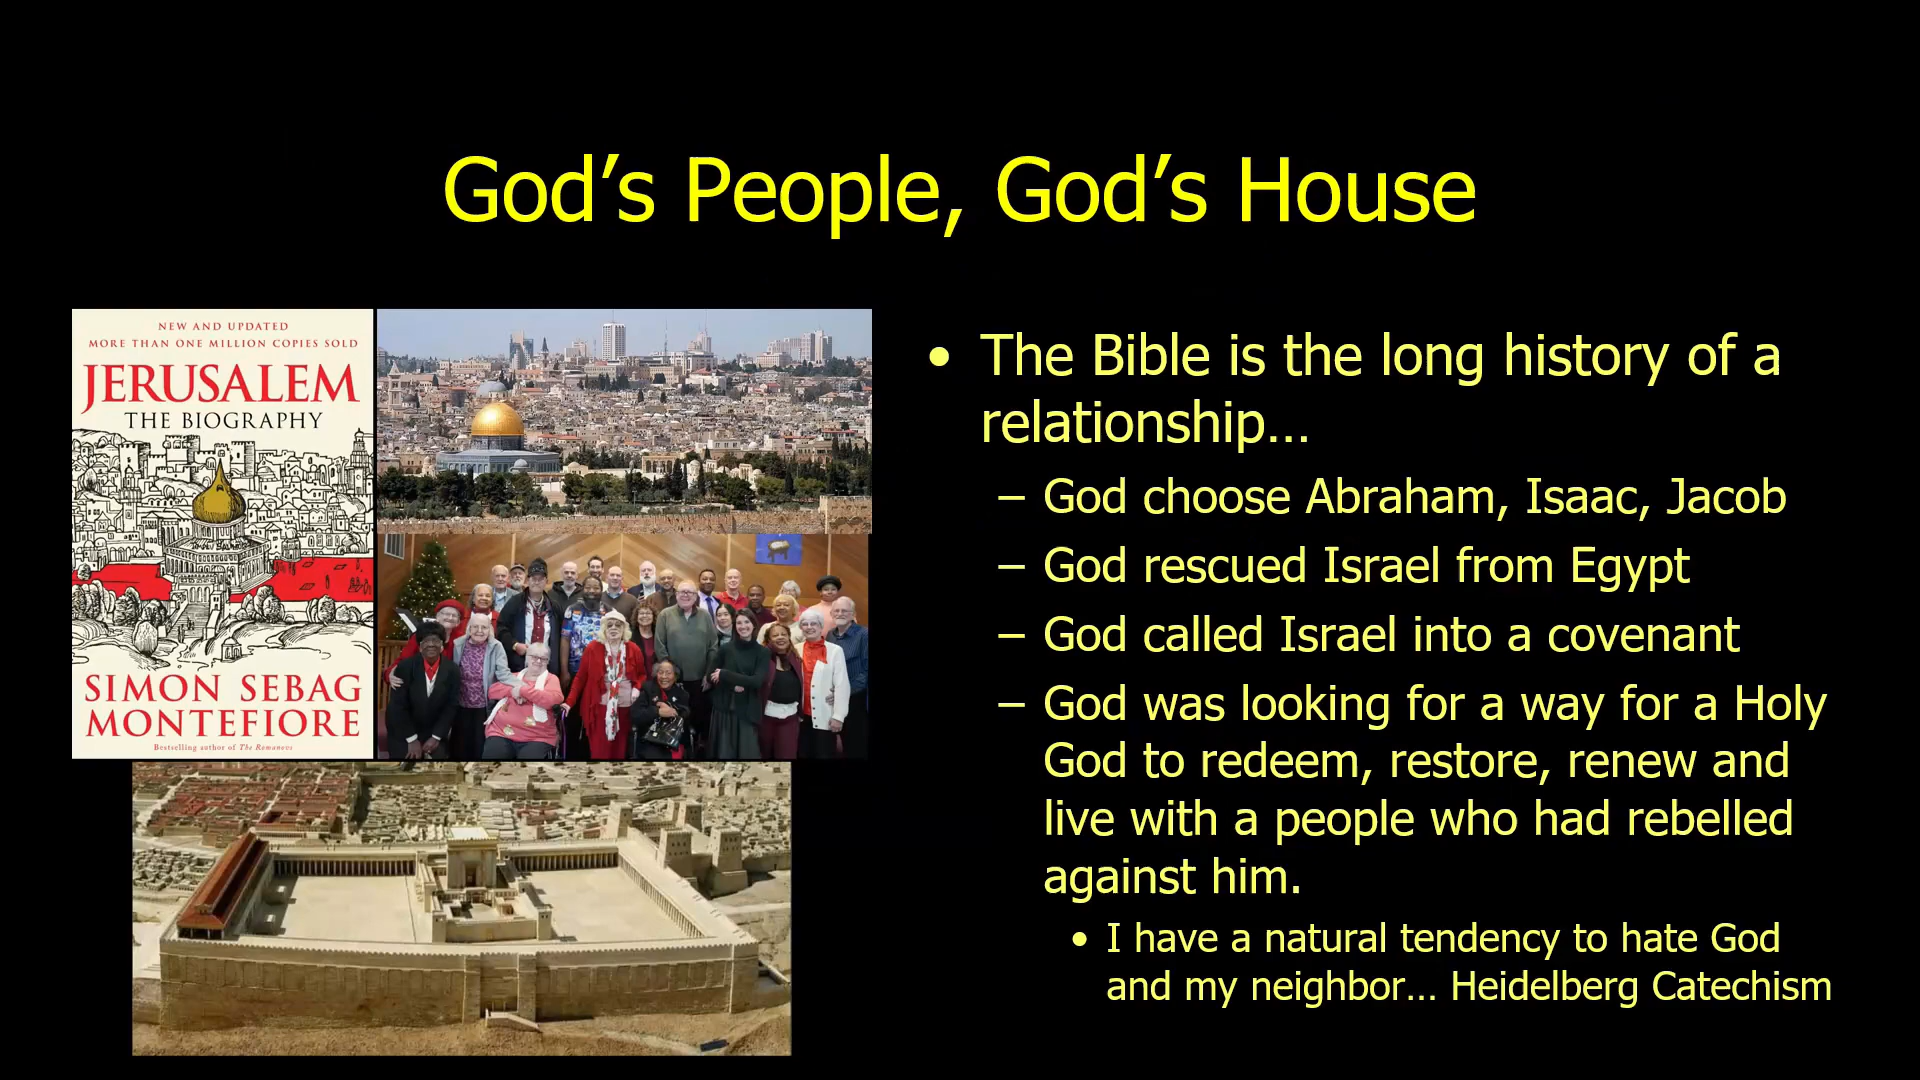 God’s People, God’s House
NEW AND UPDATED
MORE THAN ONE MILLION COPIES SOLD
JERUSALEM
THE BIOGRAPHY
SIMON SEBAG
MONTEFIORE
Bestselling author of The Romanovs
• The Bible is the long history of a
relationship…
– God choose Abraham, Isaac, Jacob
– God rescued Israel from Egypt
– God called Israel into a covenant
– God was looking for a way for a Holy
God to redeem, restore, renew and
live with a people who had rebelled
against him.
• I have a natural tendency to hate God
and my neighbor… Heidelberg Catechism